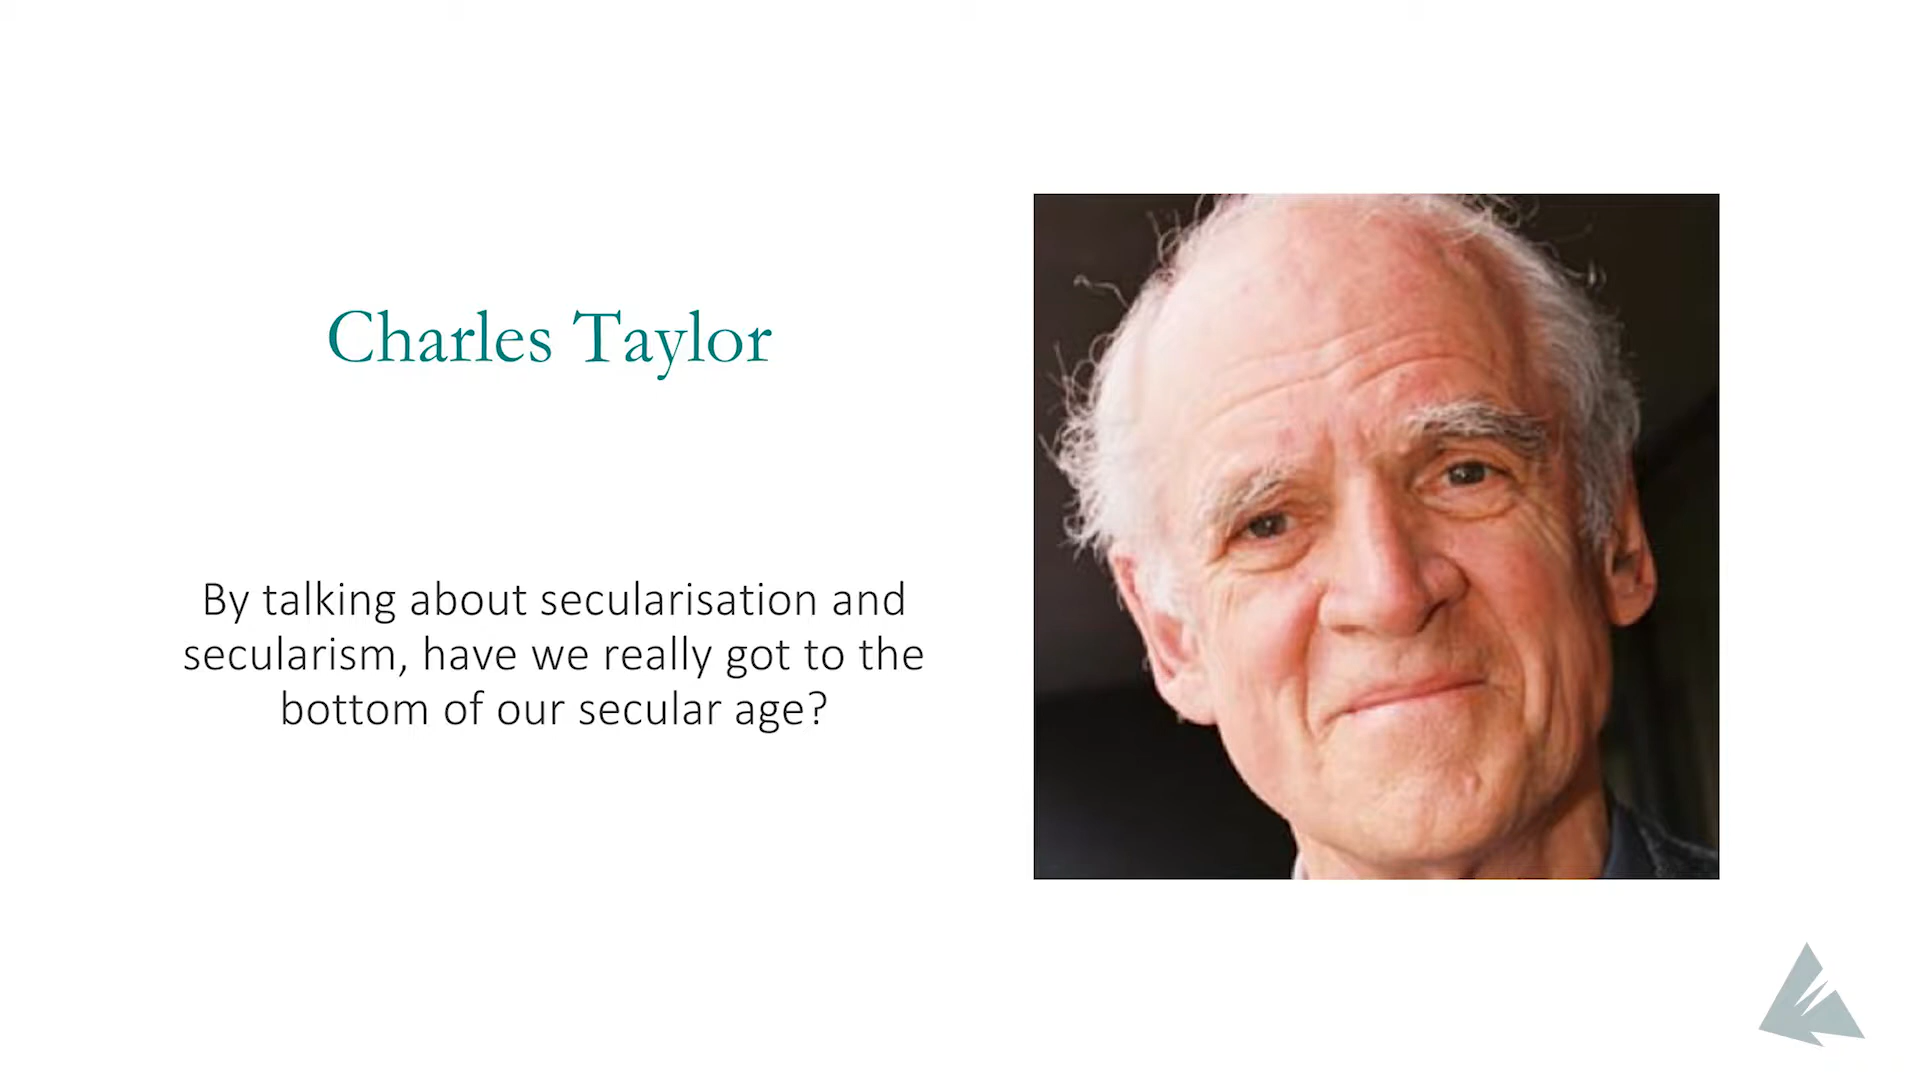 Charles Taylor
By talking about secularisation and
secularism, have we really got to the
bottom of our secular age?